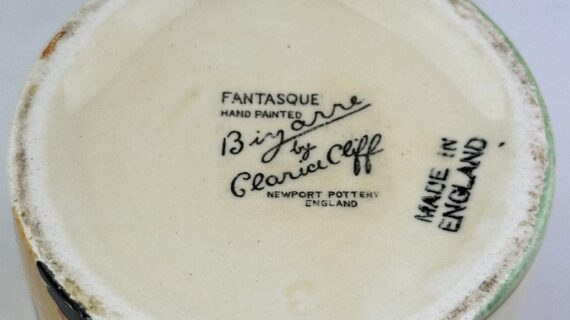 FANTASQUE
HAND PAINTED
Bizarre
by
Clarice Cliff
NEWPORT POTTERY
ENGLAND
MADE IN
ENGLAND